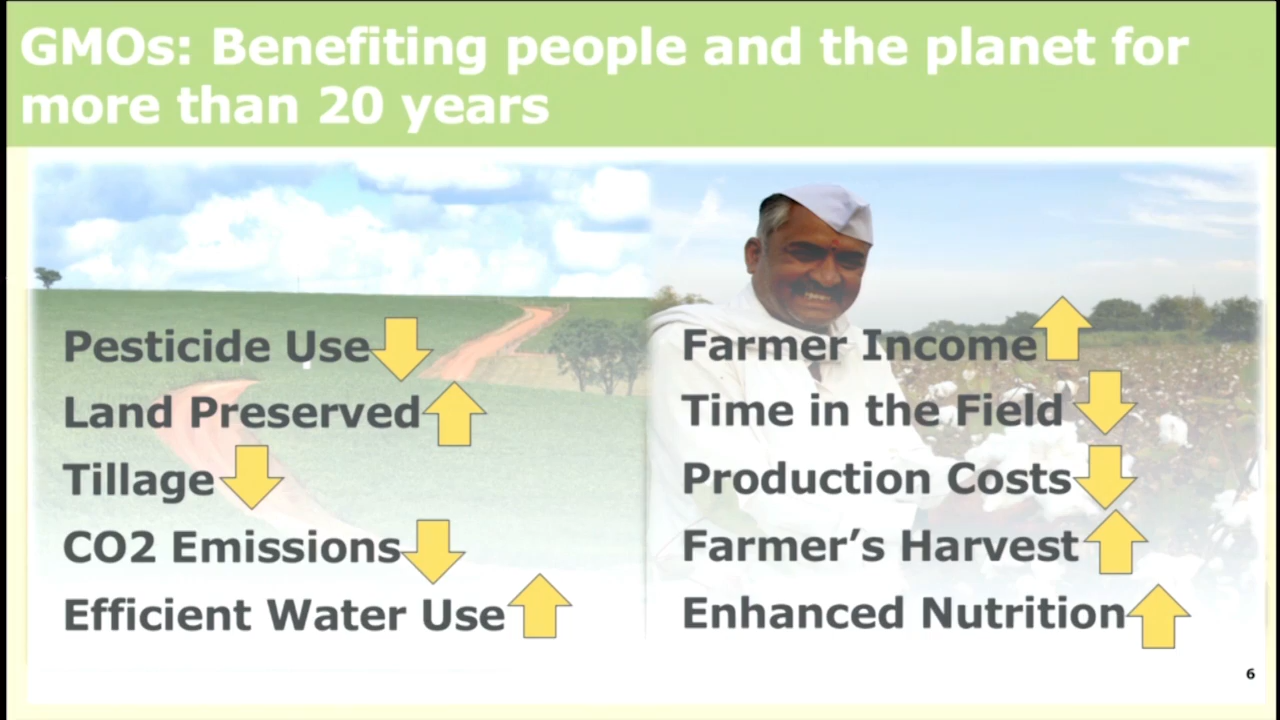 GMOs: Benefiting people and the planet for
more than 20 years
Pesticide Use
Land Preserved
Tillage
CO2 Emissions
Efficient Water Use
Farmer Income
Time in the Field
Production Costs
Farmer’s Harvest
Enhanced Nutrition
6